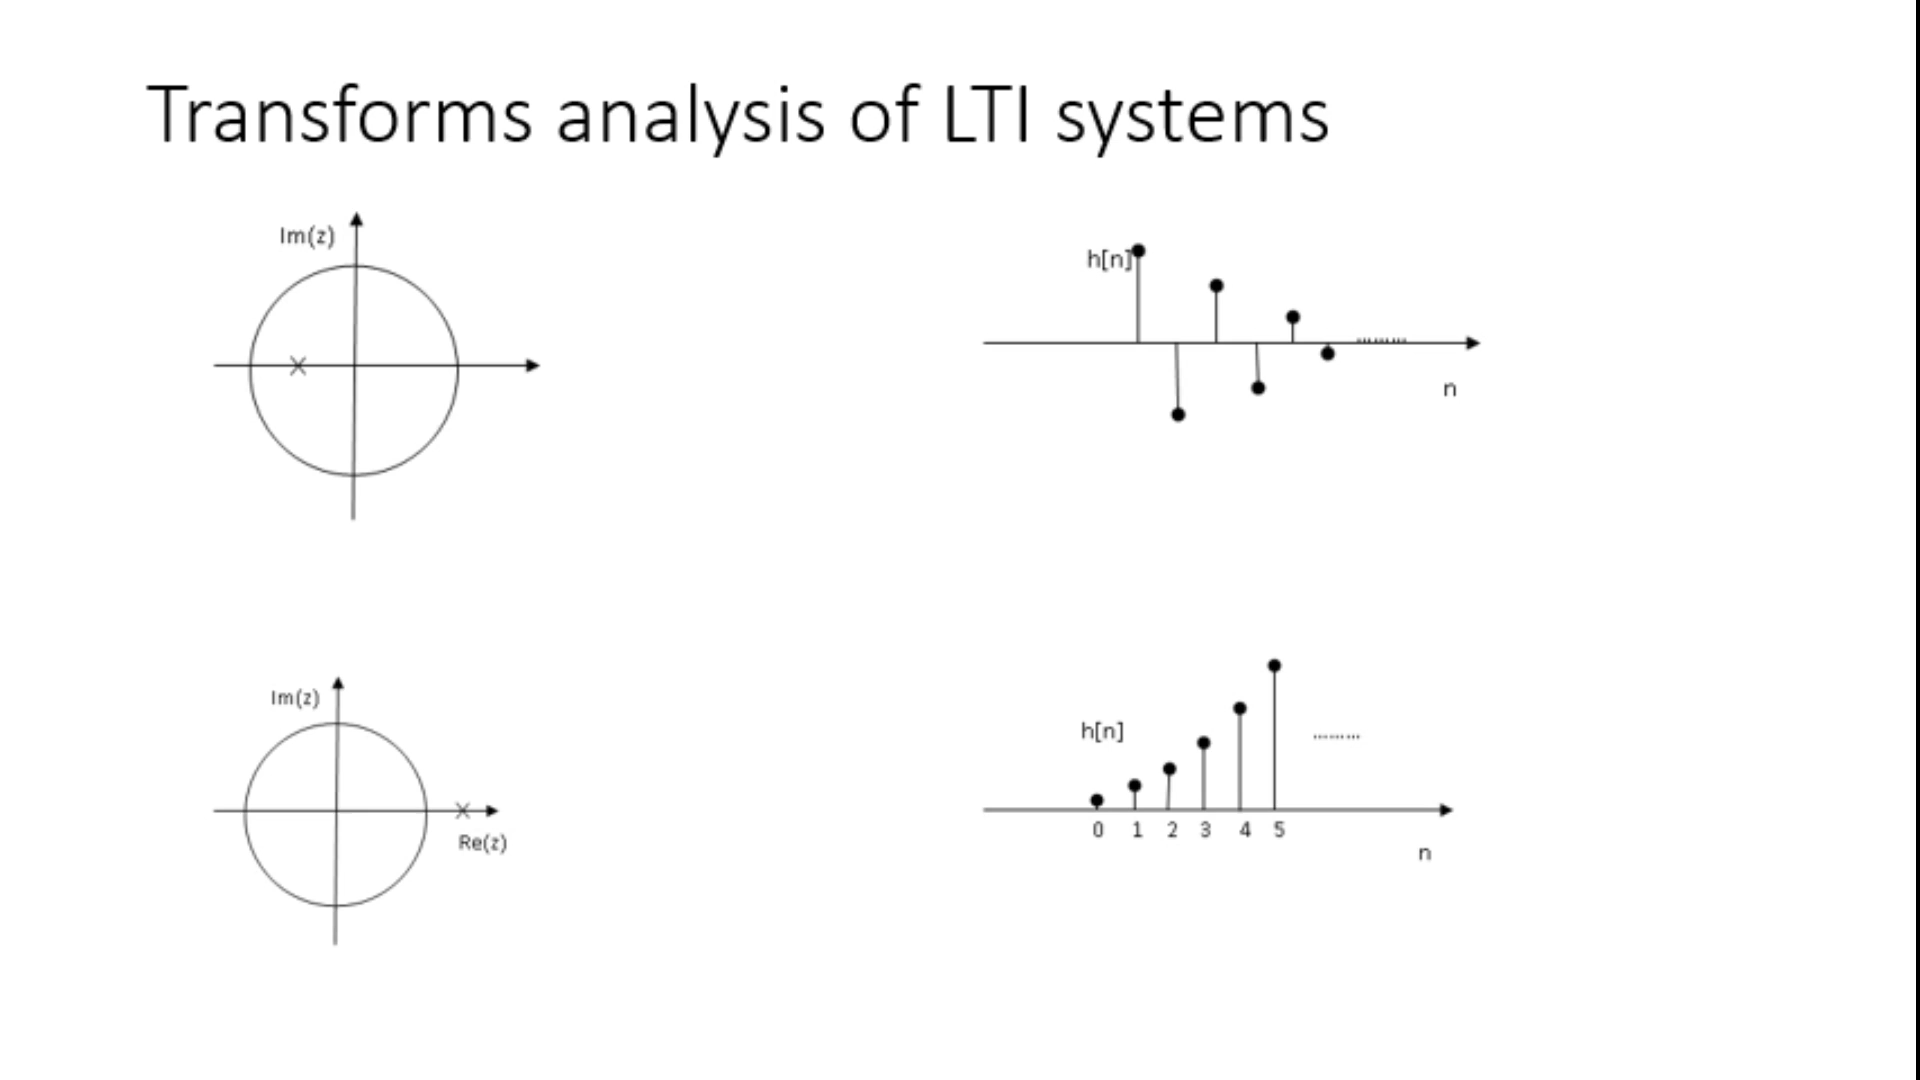 Transforms analysis of LTI systems
Im(z)
h[n]
n
Im(z)
Re(z)
h[n]
.........
0 1 2 3 4 5
n